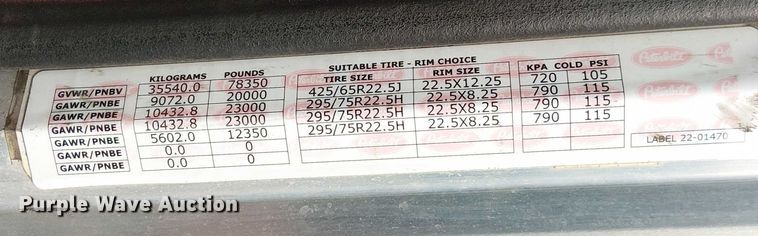 SUITABLE TIRE - RIM CHOICE
KILOGRAMS POUNDS TIRE SIZE RIM SIZE KPA COLD PSI
GVWR/PNBV 35540.0 78350
GAWR/PNBE 9072.0 20000 425/65R22.5J 22.5X12.25 720 105
GAWR/PNBE 10432.8 23000 295/75R22.5H 22.5X8.25 790 115
GAWR/PNBE 10432.8 23000 295/75R22.5H 22.5X8.25 790 115
GAWR/PNBE 5602.0 12350 295/75R22.5H 22.5X8.25 790 115
GAWR/PNBE 0.0 0
GAWR/PNBE 0.0 0
Peterbilt
LABEL 22-01470
Purple Wave Auction